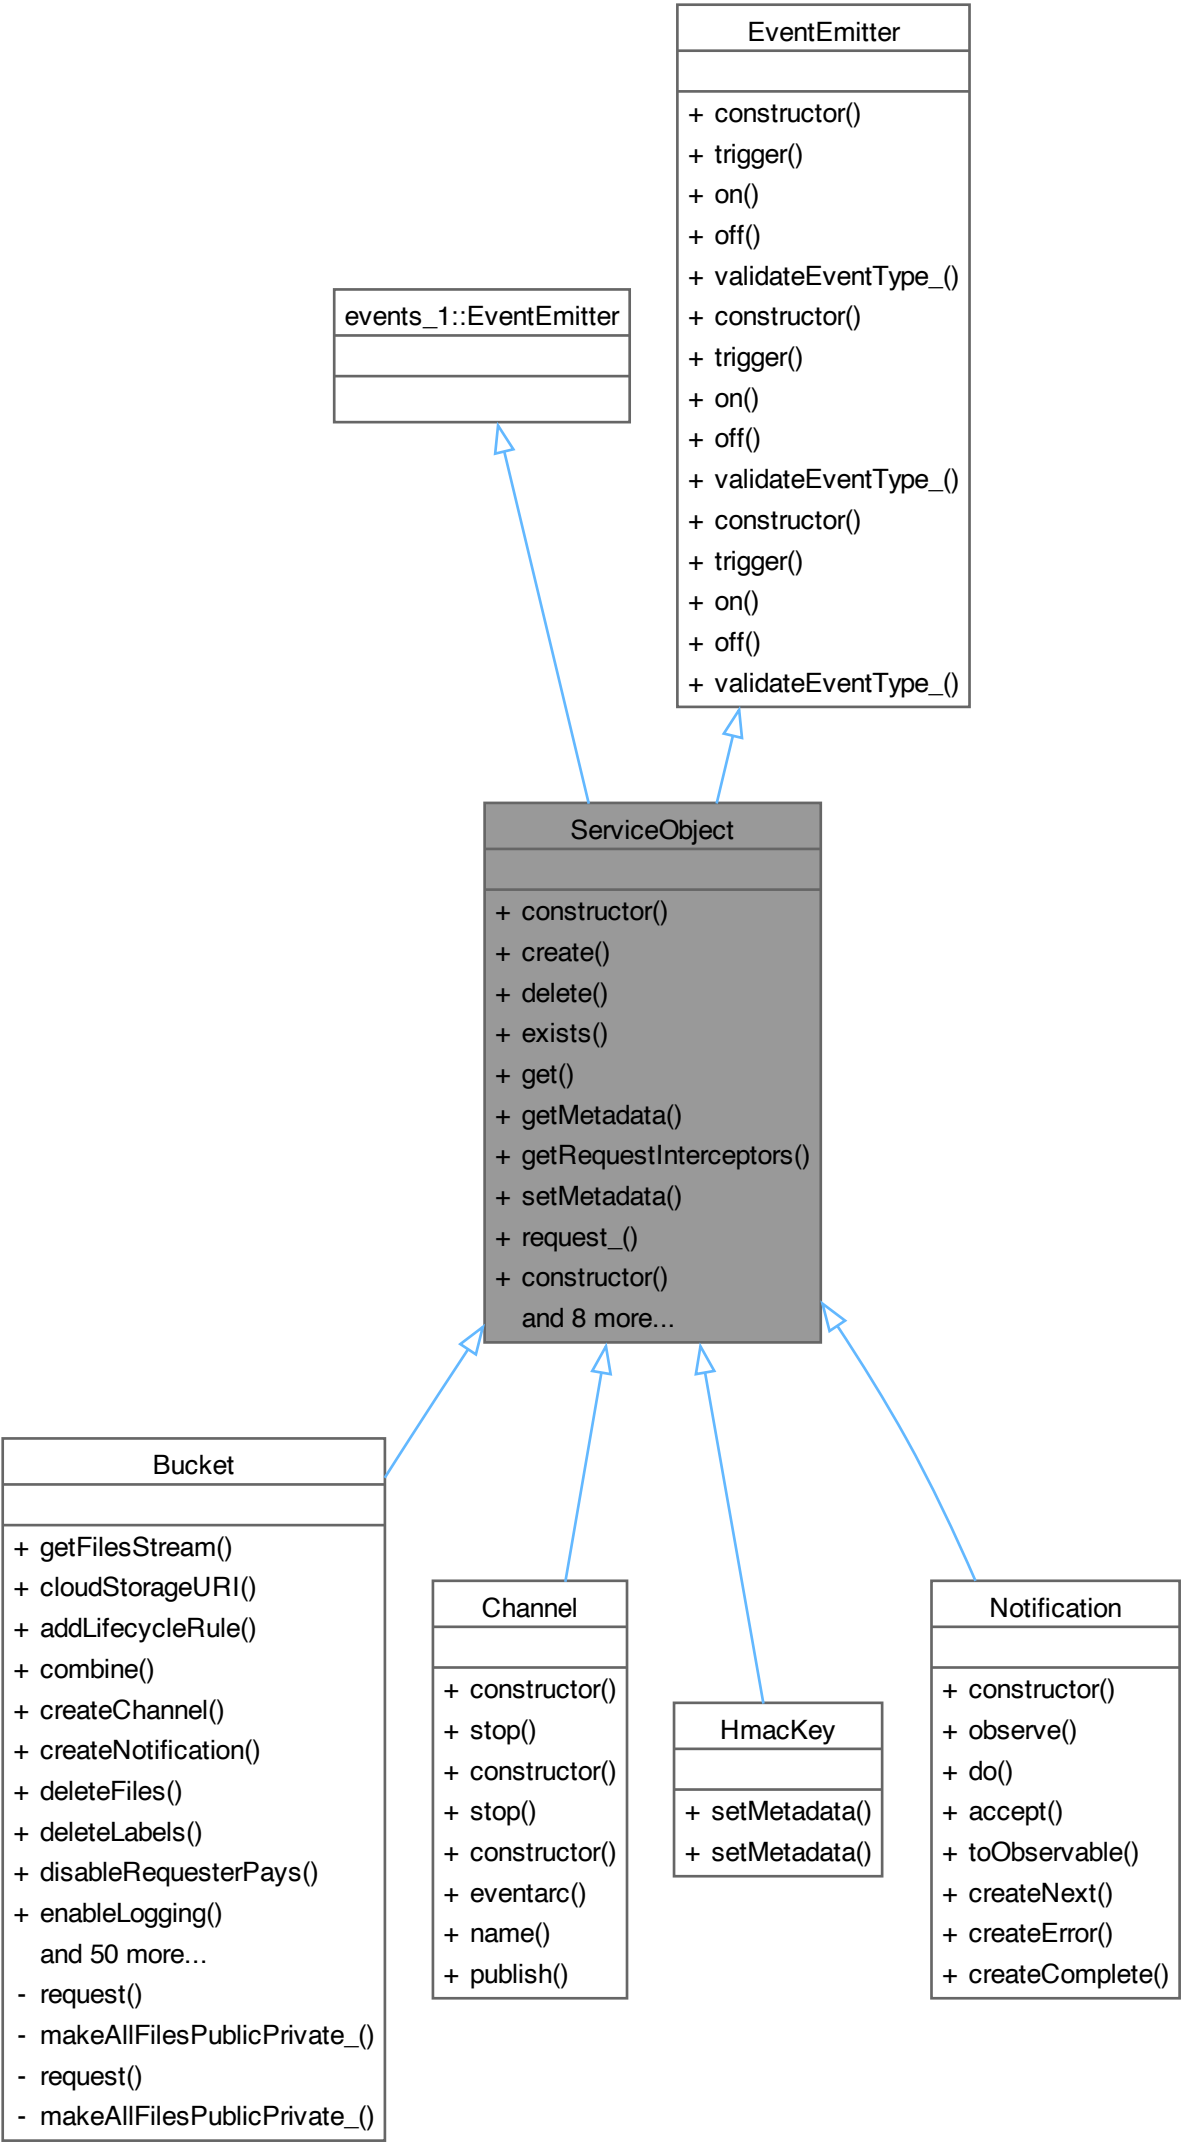 EventEmitter
+ constructor()
+ trigger()
+ on()
+ off()
+ validateEventType_()
+ constructor()
+ trigger()
+ on()
+ off()
+ validateEventType_()
+ constructor()
+ trigger()
+ on()
+ off()
+ validateEventType_()
events_1::EventEmitter
ServiceObject
+ constructor()
+ create()
+ delete()
+ exists()
+ get()
+ getMetadata()
+ getRequestInterceptors()
+ setMetadata()
+ request_()
+ constructor()
and 8 more...
Bucket
+ getFilesStream()
+ cloudStorageURI()
+ addLifecycleRule()
+ combine()
+ createChannel()
+ createNotification()
+ deleteFiles()
+ deleteLabels()
+ disableRequesterPays()
+ enableLogging()
and 50 more...
- request()
- makeAllFilesPublicPrivate_()
- request()
- makeAllFilesPublicPrivate_()
Channel
+ constructor()
+ stop()
+ constructor()
+ stop()
+ constructor()
+ eventarc()
+ name()
+ publish()
HmacKey
+ setMetadata()
+ setMetadata()
Notification
+ constructor()
+ observe()
+ do()
+ accept()
+ toObservable()
+ createNext()
+ createError()
+ createComplete()